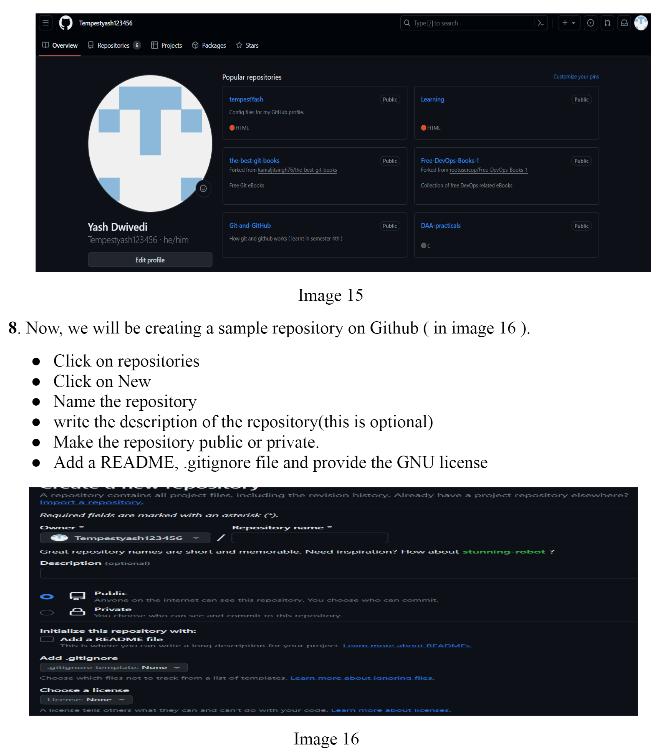 Tempestyash123456
Type [/] to search
Overview
Repositories 6
Projects
Packages
Stars
Popular repositories
Customize your pins
tempestYash
Public
Config files for my GitHub profile.
HTML
Learning
Public
HTML
the-best-git-books
Public
Forked from kamaljitsingh76/the-best-git-books
Free Git eBooks
Free-DevOps-Books-1
Public
Forked from rootusercop/Free-DevOps-Books-1
Collection of free DevOps related eBooks
Yash Dwivedi
Tempestyash123456 · he/him
Edit profile
Git-and-GitHub
Public
How git and github works ( learnt in semester 4th )
DAA-practicals
Public
C
Image 15
8. Now, we will be creating a sample repository on Github ( in image 16 ).
● Click on repositories
● Click on New
● Name the repository
● write the description of the repository(this is optional)
● Make the repository public or private.
● Add a README, .gitignore file and provide the GNU license
Create a new repository
A repository contains all project files, including the revision history. Already have a project repository elsewhere?
Import a repository.
Required fields are marked with an asterisk (*).
Owner * Repository name *
Tempestyash123456 /
Great repository names are short and memorable. Need inspiration? How about stunning-robot ?
Description (optional)
Public
Anyone on the internet can see this repository. You choose who can commit.
Private
You choose who can see and commit to this repository.
Initialize this repository with:
Add a README file
This is where you can write a long description for your project. Learn more about READMEs.
Add .gitignore
.gitignore template: None
Choose which files not to track from a list of templates. Learn more about ignoring files.
Choose a license
License: None
A license tells others what they can and can't do with your code. Learn more about licenses.
Image 16